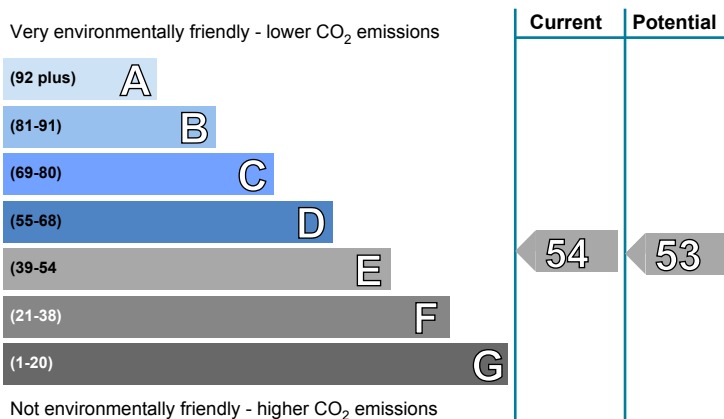 Current Potential
Very environmentally friendly - lower CO2 emissions
(92 plus) A
(81-91) B
(69-80) C
(55-68) D
(39-54 E
54 53
(21-38) F
(1-20) G
Not environmentally friendly - higher CO2 emissions